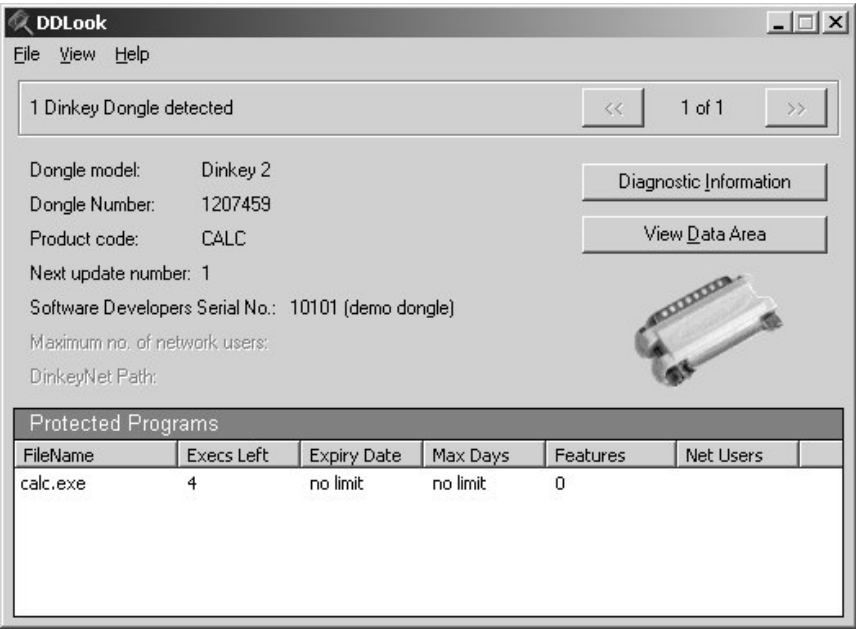 DDLook
File View Help
1 Dinkey Dongle detected << 1 of 1 >>
Dongle model: Dinkey 2
Diagnostic Information
Dongle Number: 1207459
Product code: CALC
View Data Area
Next update number: 1
Software Developers Serial No.: 10101 (demo dongle)
Maximum no. of network users:
DinkeyNet Path:
Protected Programs
FileName Execs Left Expiry Date Max Days Features Net Users
calc.exe 4 no limit no limit 0